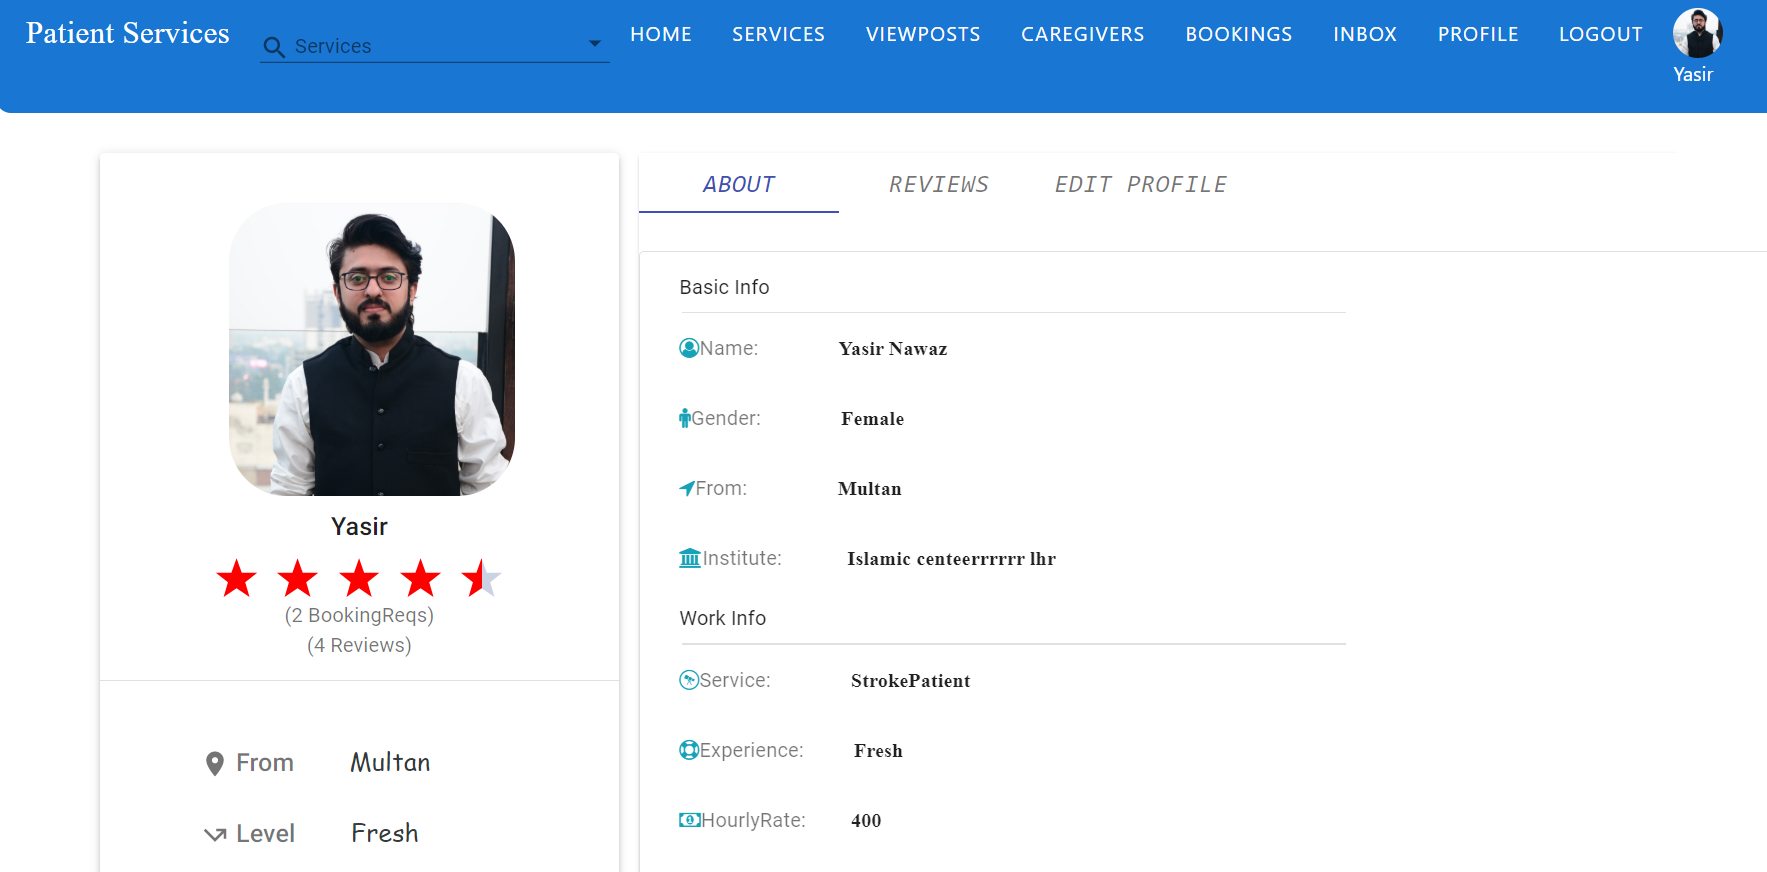 Patient Services
Services
HOME SERVICES VIEWPOSTS CAREGIVERS BOOKINGS INBOX PROFILE LOGOUT
Yasir
Yasir
(2 BookingReqs)
(4 Reviews)
From Multan
Level Fresh
ABOUT REVIEWS EDIT PROFILE
Basic Info
Name: Yasir Nawaz
Gender: Female
From: Multan
Institute: Islamic centeerrrrrr lhr
Work Info
Service: StrokePatient
Experience: Fresh
HourlyRate: 400